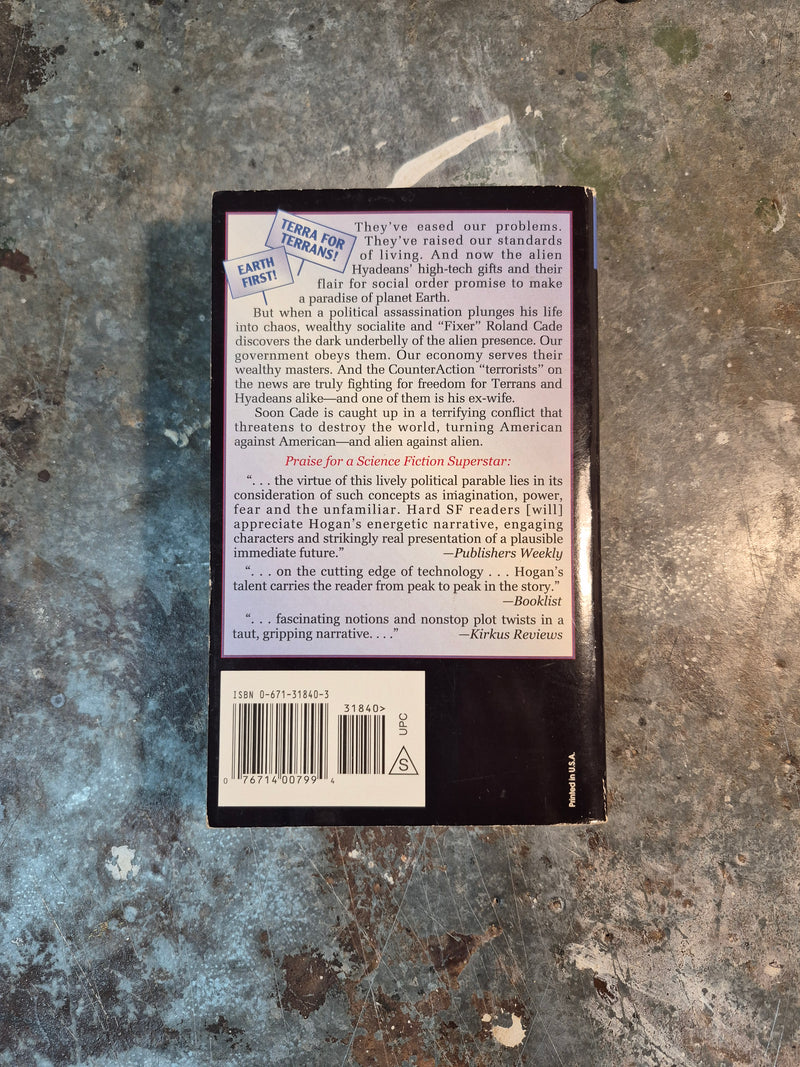 TERRA FOR
TERRANS!
EARTH
FIRST!
They've eased our problems.
They've raised our standards
of living. And now the alien
Hyadeans' high-tech gifts and their
flair for social order promise to make
a paradise of planet Earth.
But when a political assassination plunges his life
into chaos, wealthy socialite and “Fixer” Roland Cade
discovers the dark underbelly of the alien presence. Our
government obeys them. Our economy serves their
wealthy masters. And the CounterAction “terrorists” on
the news are truly fighting for freedom for Terrans and
Hyadeans alike—and one of them is his ex-wife.
Soon Cade is caught up in a terrifying conflict that
threatens to destroy the world, turning American
against American—and alien against alien.
Praise for a Science Fiction Superstar:
“. . . the virtue of this lively political parable lies in its
consideration of such concepts as imagination, power,
fear and the unfamiliar. Hard SF readers [will]
appreciate Hogan's energetic narrative, engaging
characters and strikingly real presentation of a plausible
immediate future.” —Publishers Weekly
“. . . on the cutting edge of technology . . . Hogan's
talent carries the reader from peak to peak in the story.”
—Booklist
“. . . fascinating notions and nonstop plot twists in a
taut, gripping narrative. . . .” —Kirkus Reviews
ISBN 0-671-31840-3
31840>
0 76714 00799 4
UPC
S
Printed in U.S.A.